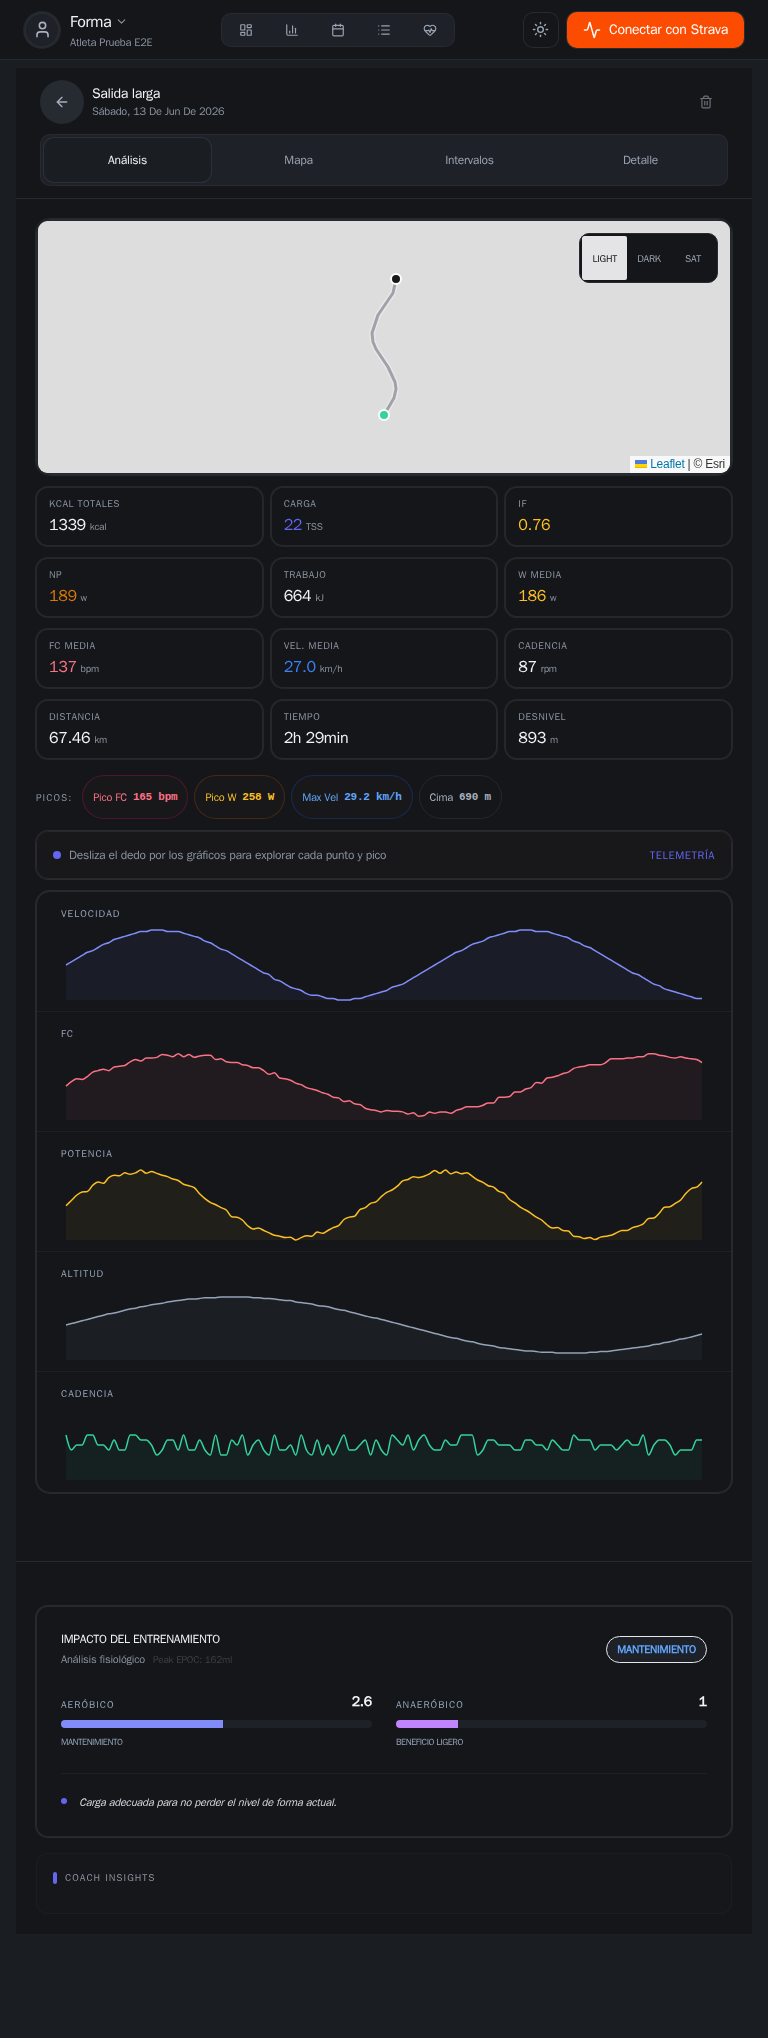 Forma
Atleta Prueba E2E
Conectar con Strava
Salida larga
Sábado, 13 De Jun De 2026
Análisis
Mapa
Intervalos
Detalle
LIGHT
DARK
SAT
Leaflet | © Esri
KCAL TOTALES
1339 kcal
CARGA
22 TSS
IF
0.76
NP
189 w
TRABAJO
664 kJ
W MEDIA
186 w
FC MEDIA
137 bpm
VEL. MEDIA
27.0 km/h
CADENCIA
87 rpm
DISTANCIA
67.46 km
TIEMPO
2h 29min
DESNIVEL
893 m
PICOS:
Pico FC 165 bpm
Pico W 258 W
Max Vel 29.2 km/h
Cima 690 m
Desliza el dedo por los gráficos para explorar cada punto y pico
TELEMETRÍA
VELOCIDAD
FC
POTENCIA
ALTITUD
CADENCIA
IMPACTO DEL ENTRENAMIENTO
Análisis fisiológico Peak EPOC: 162ml
MANTENIMIENTO
AERÓBICO 2.6
MANTENIMIENTO
ANAERÓBICO 1
BENEFICIO LIGERO
Carga adecuada para no perder el nivel de forma actual.
COACH INSIGHTS